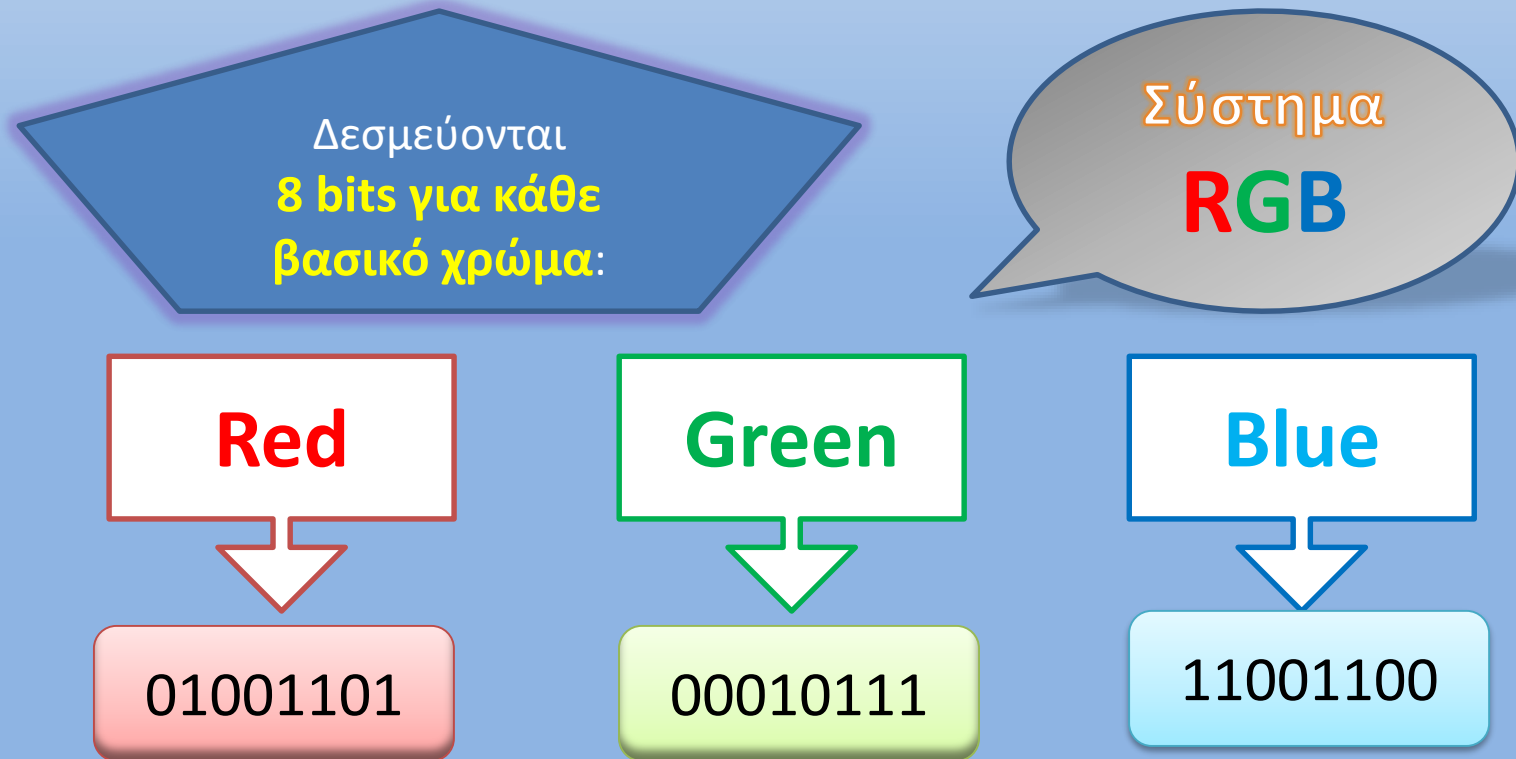 Δεσμεύονται
8 bits για κάθε
βασικό χρώμα:
Σύστημα
RGB
Red
Green
Blue
01001101
00010111
11001100